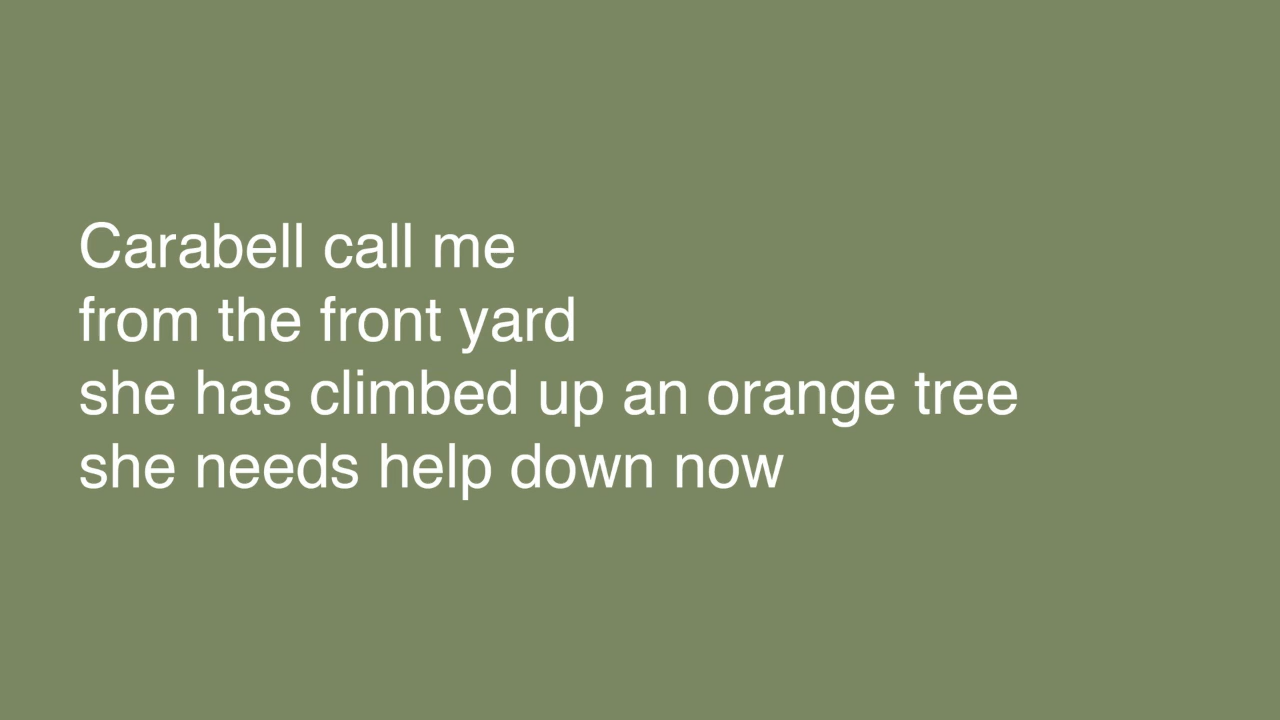 Carabell call me
from the front yard
she has climbed up an orange tree
she needs help down now